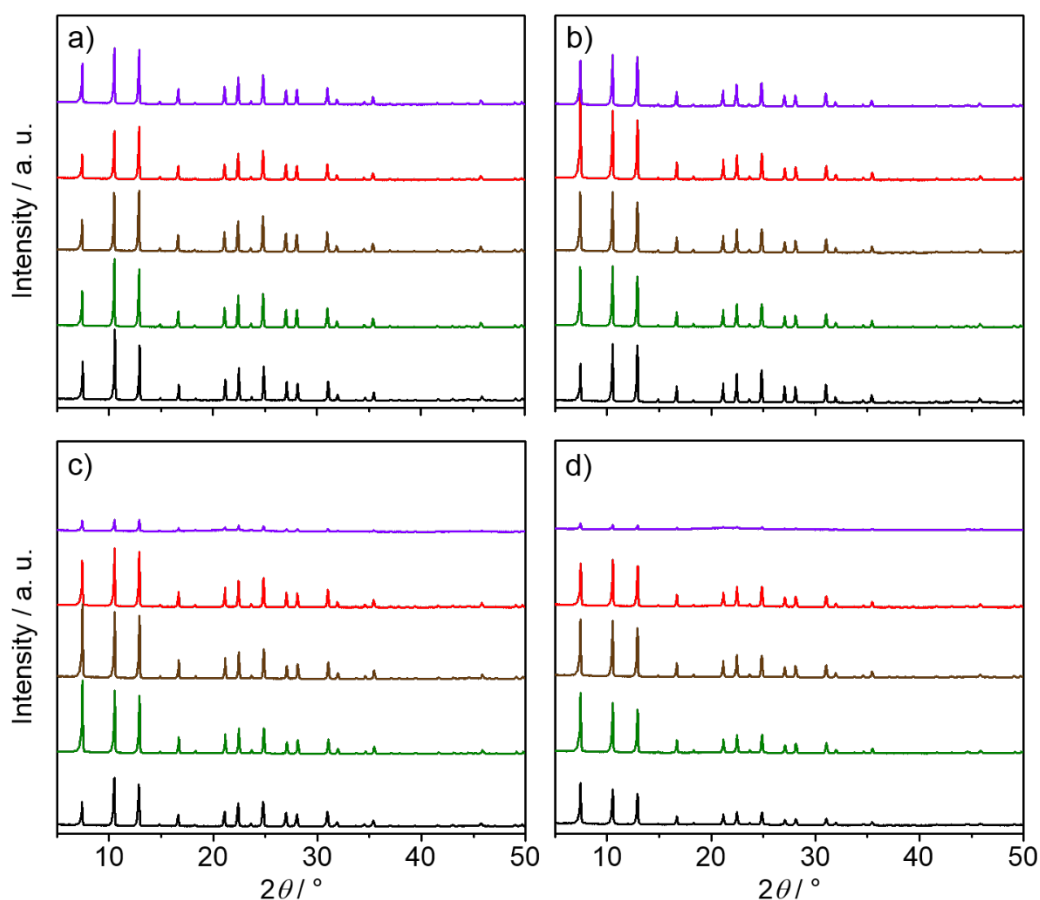 a)
b)
Intensity / a. u.
c)
d)
Intensity / a. u.
10 20 30 40 50
10 20 30 40 50
2θ / °
2θ / °